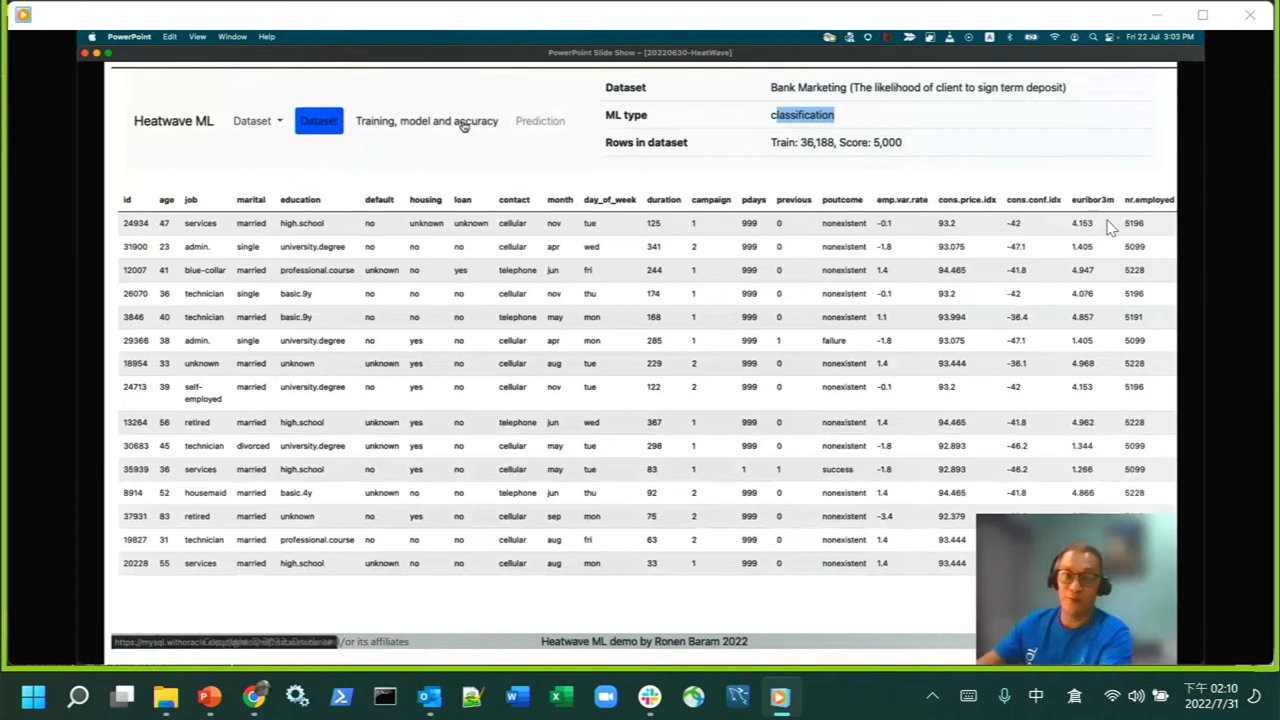 PowerPoint Edit View Window Help
A
Fri 22 Jul 3:03 PM
PowerPoint Slide Show – [20220630-HeatWave]
Heatwave ML Dataset Dataset Training, model and accuracy Prediction
Dataset Bank Marketing (The likelihood of client to sign term deposit)
ML type classification
Rows in dataset Train: 36,188, Score: 5,000
id age job marital education default housing loan contact month day_of_week duration campaign pdays previous poutcome emp.var.rate cons.price.idx cons.conf.idx euribor3m nr.employed
24934 47 services married high.school no unknown unknown cellular nov tue 125 1 999 0 nonexistent -0.1 93.2 -42 4.153 5196
31900 23 admin. single university.degree no no no cellular apr wed 341 2 999 0 nonexistent -1.8 93.075 -47.1 1.405 5099
12007 41 blue-collar married professional.course unknown no yes telephone jun fri 244 1 999 0 nonexistent 1.4 94.465 -41.8 4.947 5228
26070 36 technician single basic.9y no no no cellular nov thu 174 1 999 0 nonexistent -0.1 93.2 -42 4.076 5196
3846 40 technician married basic.9y no no no telephone may mon 168 1 999 0 nonexistent 1.1 93.994 -36.4 4.857 5191
29366 38 admin. single university.degree no yes no cellular apr mon 285 1 999 1 failure -1.8 93.075 -47.1 1.405 5099
18954 33 unknown married unknown unknown yes no cellular aug tue 229 2 999 0 nonexistent 1.4 93.444 -36.1 4.968 5228
24713 39 self- married university.degree no yes no cellular nov tue 122 2 999 0 nonexistent -0.1 93.2 -42 4.153 5196
employed
13264 56 retired married high.school unknown yes no telephone jun wed 367 1 999 0 nonexistent 1.4 94.465 -41.8 4.962 5228
30683 45 technician divorced university.degree no yes no cellular may tue 298 1 999 0 nonexistent -1.8 92.893 -46.2 1.344 5099
35939 36 services married high.school no yes no cellular may tue 83 1 1 1 success -1.8 92.893 -46.2 1.266 5099
8914 52 housemaid married basic.4y unknown no no telephone jun thu 92 2 999 0 nonexistent 1.4 94.465 -41.8 4.866 5228
37931 83 retired married unknown no yes no cellular sep mon 75 2 999 0 nonexistent -3.4 92.379
19827 31 technician married professional.course no no no cellular aug fri 63 2 999 0 nonexistent 1.4 93.444
20228 55 services married high.school unknown no no cellular aug mon 33 1 999 0 nonexistent 1.4 93.444
/or its affiliates
Heatwave ML demo by Ronen Baram 2022
中
下午 02:10
2022/7/31